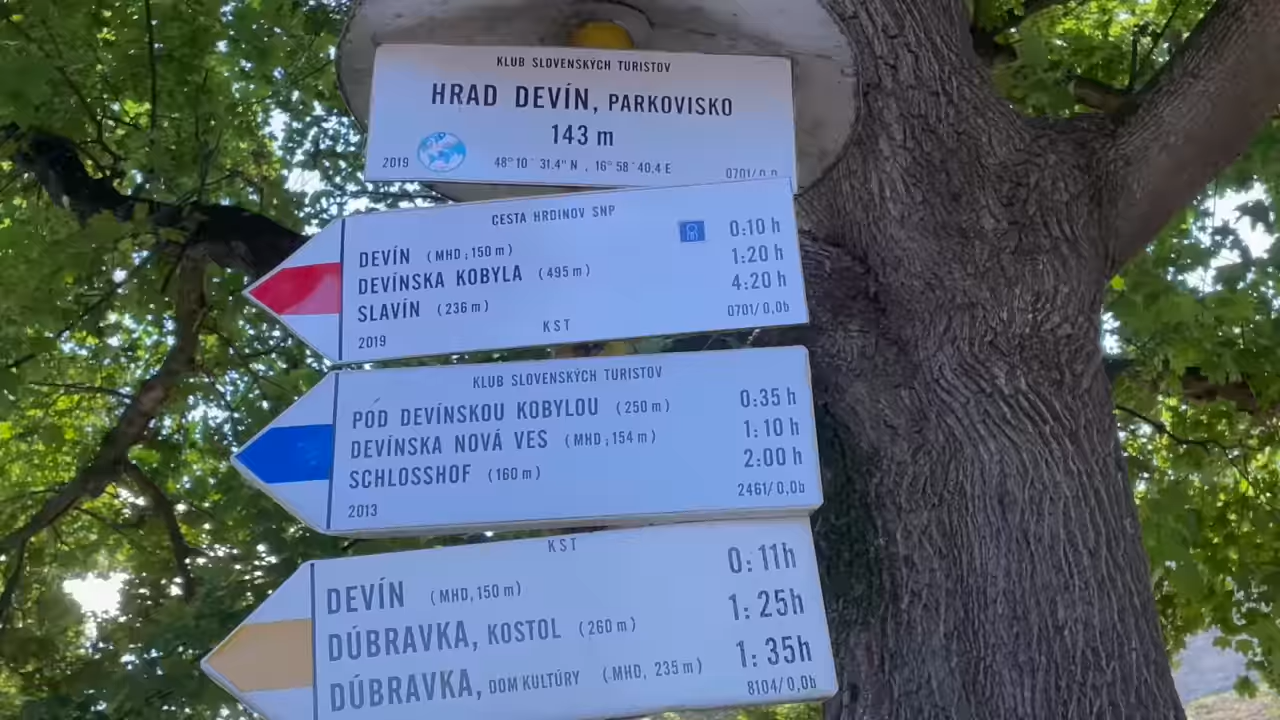 KLUB SLOVENSKÝCH TURISTOV
HRAD DEVÍN, PARKOVISKO
143 m
2019 48°10´31.4"N , 16°58´40.4 E
CESTA HRDINOV SNP
DEVÍN (MHD ; 150 m) 0:10 h
DEVÍNSKA KOBYLA (495 m) 1:20 h
SLAVÍN (236 m) 4:20 h
2019 KST 0701/0,0b
KLUB SLOVENSKÝCH TURISTOV
POD DEVÍNSKOU KOBYLOU (250 m) 0:35 h
DEVÍNSKA NOVÁ VES (MHD ; 154 m) 1:10 h
SCHLOSSHOF (160 m) 2:00 h
2013 2461/0,0b
KST
DEVÍN (MHD, 150 m) 0:11h
DÚBRAVKA, KOSTOL (260 m) 1:25h
DÚBRAVKA, DOM KULTÚRY (MHD, 235 m) 1:35h
8104/0,0b